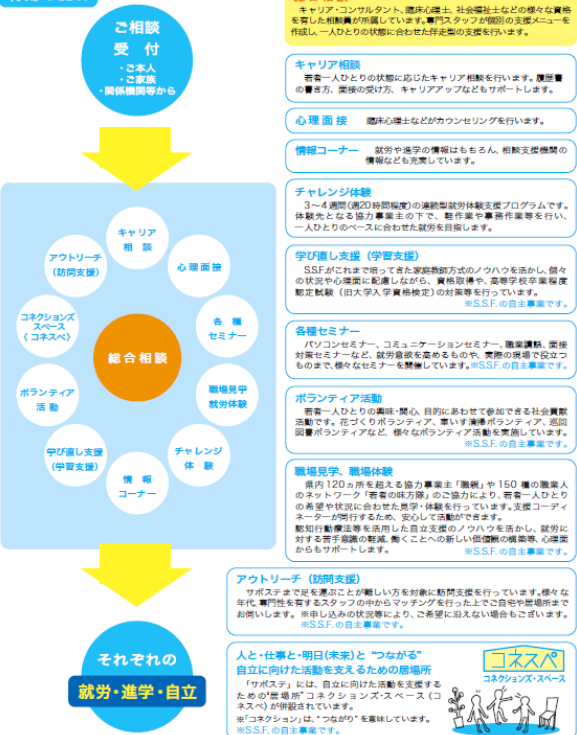 ご相談
受 付
・ご本人
・ご家族
・関係機関等から
キャリア
相 談
心理面接
各 種
セミナー
職場見学
就労体験
チャレンジ
体 験
情 報
コーナー
学び直し支援
(学習支援)
ボランティア
活 動
コネクションズ
スペース
《コネスペ》
アウトリーチ
(訪問支援)
総合相談
それぞれの
就労・進学・自立
キャリア・コンサルタント、臨床心理士、社会福祉士などの様々な資格
を有した相談員が所属しています。専門スタッフが個別の支援メニューを
作成し、一人ひとりの状態に合わせた伴走型の支援を行います。
キャリア相談
若者一人ひとりの状態に応じたキャリア相談を行います。履歴書
の書き方、面接の受け方、キャリアアップなどもサポートします。
心理面接 臨床心理士などがカウンセリングを行います。
情報コーナー 就労や進学の情報はもちろん、相談支援機関の
情報なども充実しています。
チャレンジ体験
3〜4週間(週20時間程度)の連続型就労体験支援プログラムです。
体験先となる協力事業主の下で、軽作業や事務作業等を行い、
一人ひとりのペースに合わせた就労を目指します。
学び直し支援(学習支援)
S.S.F.がこれまで培ってきた家庭教師方式のノウハウを活かし、個々
の状況や心理面に配慮しながら、資格取得や、高等学校卒業程度
認定試験(旧大学入学資格検定)の対策等を行っています。
※S.S.F. の自主事業です。
各種セミナー
パソコンセミナー、コミュニケーションセミナー、職業講話、面接
対策セミナーなど、就労意欲を高めるものや、実際の現場で役立つ
ものまで、様々なセミナーを開催しています。※S.S.F. の自主事業です。
ボランティア活動
若者一人ひとりの興味・関心、目的にあわせて参加できる社会貢献
活動です。花づくりボランティア、車いす清掃ボランティア、巡回
図書ボランティアなど、様々なボランティア活動を実施しています。
※S.S.F. の自主事業です。
職場見学、職場体験
県内120ヵ所を超える協力事業主「職親」や150 種の職業人
のネットワーク「若者の味方隊」のご協力により、若者一人ひとり
の希望や状況に合わせた見学・体験を行っています。支援コーディ
ネーターが同行するため、安心して活動ができます。
認知行動療法等を活用した自立支援のノウハウを活かし、就労に
対する苦手意識の軽減、働くことへの新しい価値観の構築等、心理面
からもサポートします。 ※S.S.F. の自主事業です。
アウトリーチ(訪問支援)
サポステまで足を運ぶことが難しい方を対象に訪問支援を行っています。様々な
年代、専門性を有するスタッフの中からマッチングを行った上でご自宅や居場所まで
お伺いします。※申し込みの状況等により、ご希望に沿えない場合もございます。
※S.S.F. の自主事業です。
人と・仕事と・明日(未来)と “つながる”
自立に向けた活動を支えるための居場所
「サポステ」には、自立に向けた活動を支援する
ための“居場所”コネクションズ・スペース(コ
ネスペ)が併設されています。
※「コネクション」は、“つながり”を意味しています。
※S.S.F. の自主事業です。
コネスペ
コネクションズ・スペース